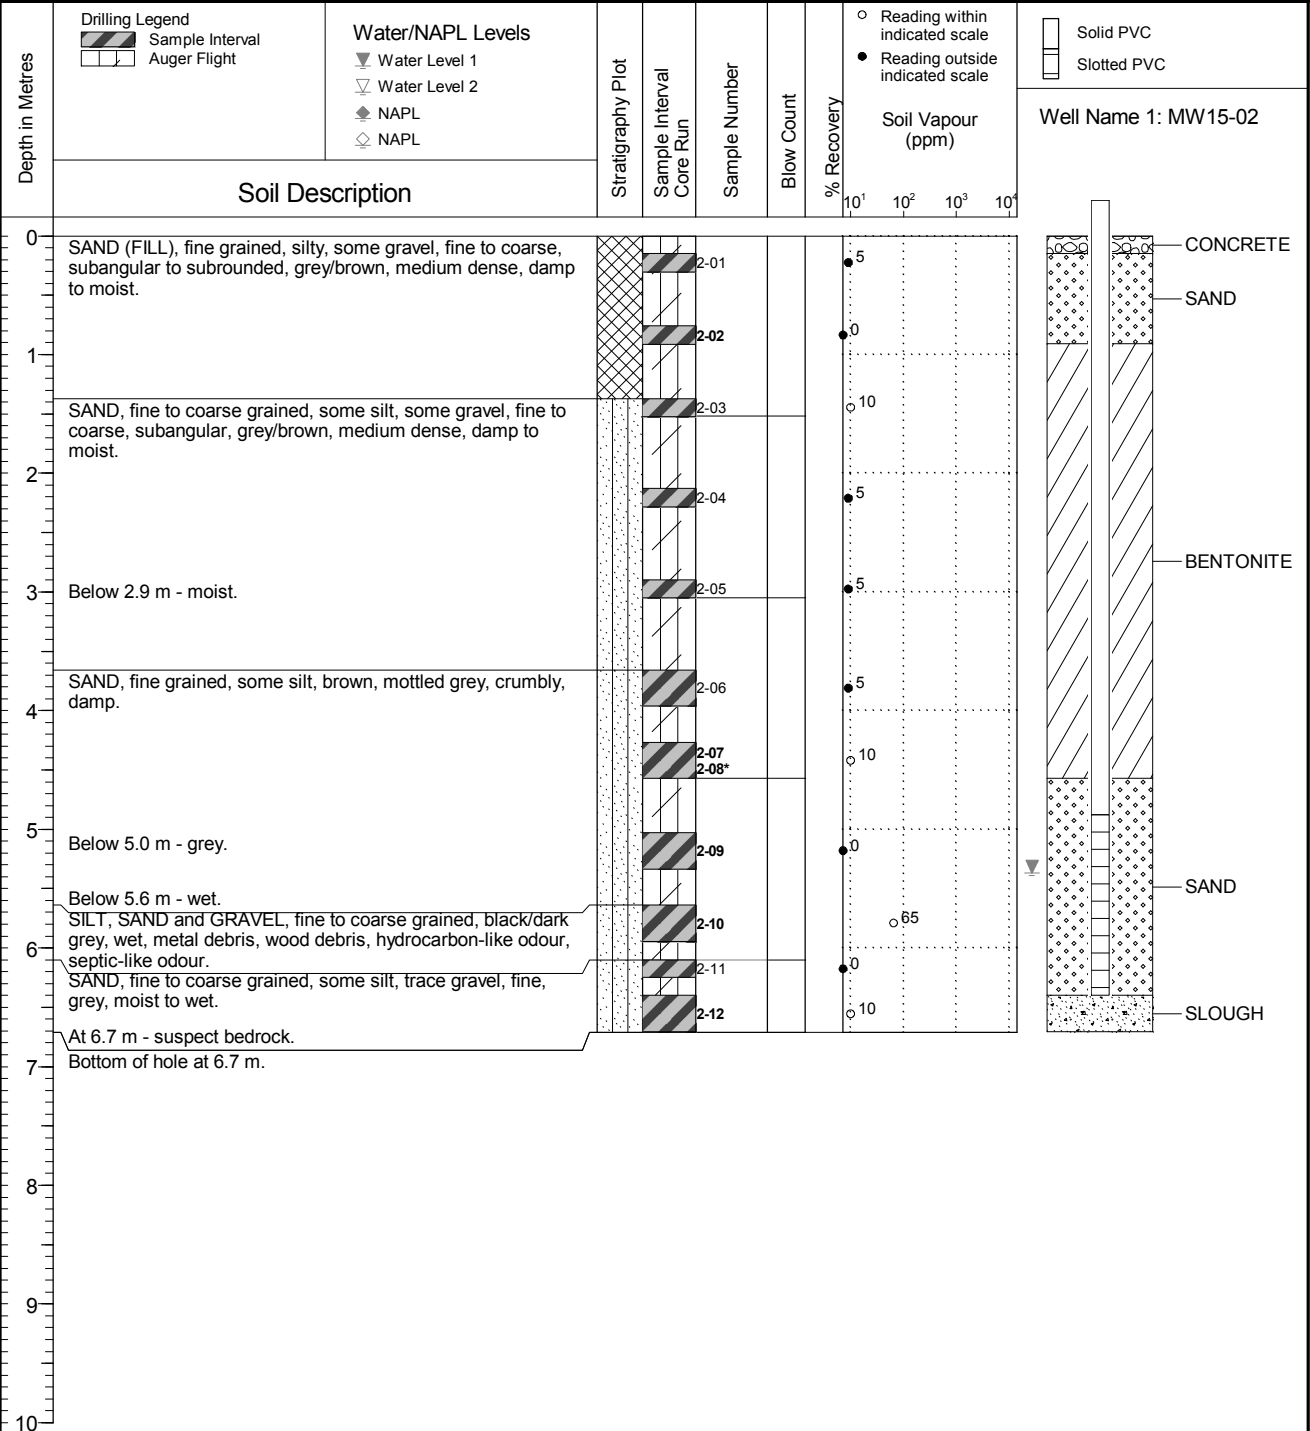 Drilling Legend
Sample Interval
Auger Flight
Water/NAPL Levels
Water Level 1
Water Level 2
NAPL
NAPL
Depth in Metres
Soil Description
Stratigraphy Plot
Sample Interval
Core Run
Sample Number
Blow Count
% Recovery
Reading within
indicated scale
Reading outside
indicated scale
Soil Vapour
(ppm)
10¹ 10² 10³ 10⁴
Solid PVC
Slotted PVC
Well Name 1: MW15-02
0
SAND (FILL), fine grained, silty, some gravel, fine to coarse,
subangular to subrounded, grey/brown, medium dense, damp
to moist.
2-01
5
CONCRETE
SAND
2-02
0
1
SAND, fine to coarse grained, some silt, some gravel, fine to
coarse, subangular, grey/brown, medium dense, damp to
moist.
2-03
10
2
2-04
5
BENTONITE
3
Below 2.9 m - moist.
2-05
5
SAND, fine grained, some silt, brown, mottled grey, crumbly,
damp.
2-06
5
4
2-07
2-08*
10
5
Below 5.0 m - grey.
2-09
0
SAND
Below 5.6 m - wet.
SILT, SAND and GRAVEL, fine to coarse grained, black/dark
grey, wet, metal debris, wood debris, hydrocarbon-like odour,
septic-like odour.
2-10
65
6
SAND, fine to coarse grained, some silt, trace gravel, fine,
grey, moist to wet.
2-11
0
2-12
10
SLOUGH
At 6.7 m - suspect bedrock.
7
Bottom of hole at 6.7 m.
8
9
10